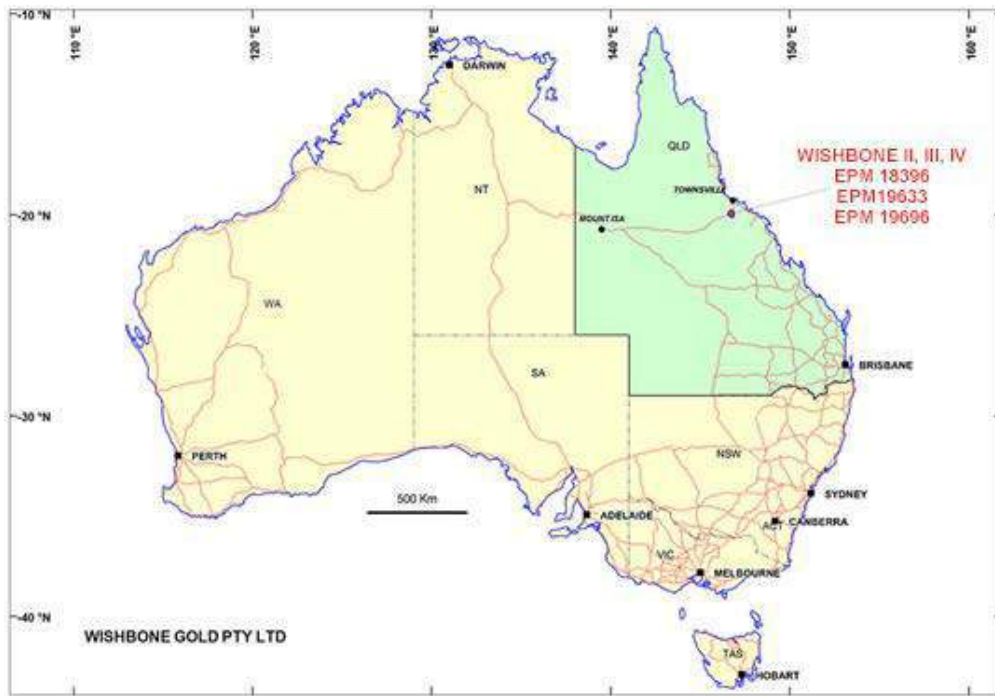 110 °E
120 °E
130 °E
140 °E
150 °E
160 °E
-10 °N
DARWIN
QLD
WISHBONE II, III, IV
EPM 18396
EPM19633
EPM 19696
NT
TOWNSVILLE
-20 °N
MOUNT ISA
WA
SA
BRISBANE
-30 °N
PERTH
NSW
500 Km
SYDNEY
ADELAIDE
ACT
CANBERRA
VIC
MELBOURNE
-40 °N
WISHBONE GOLD PTY LTD
TAS
HOBART